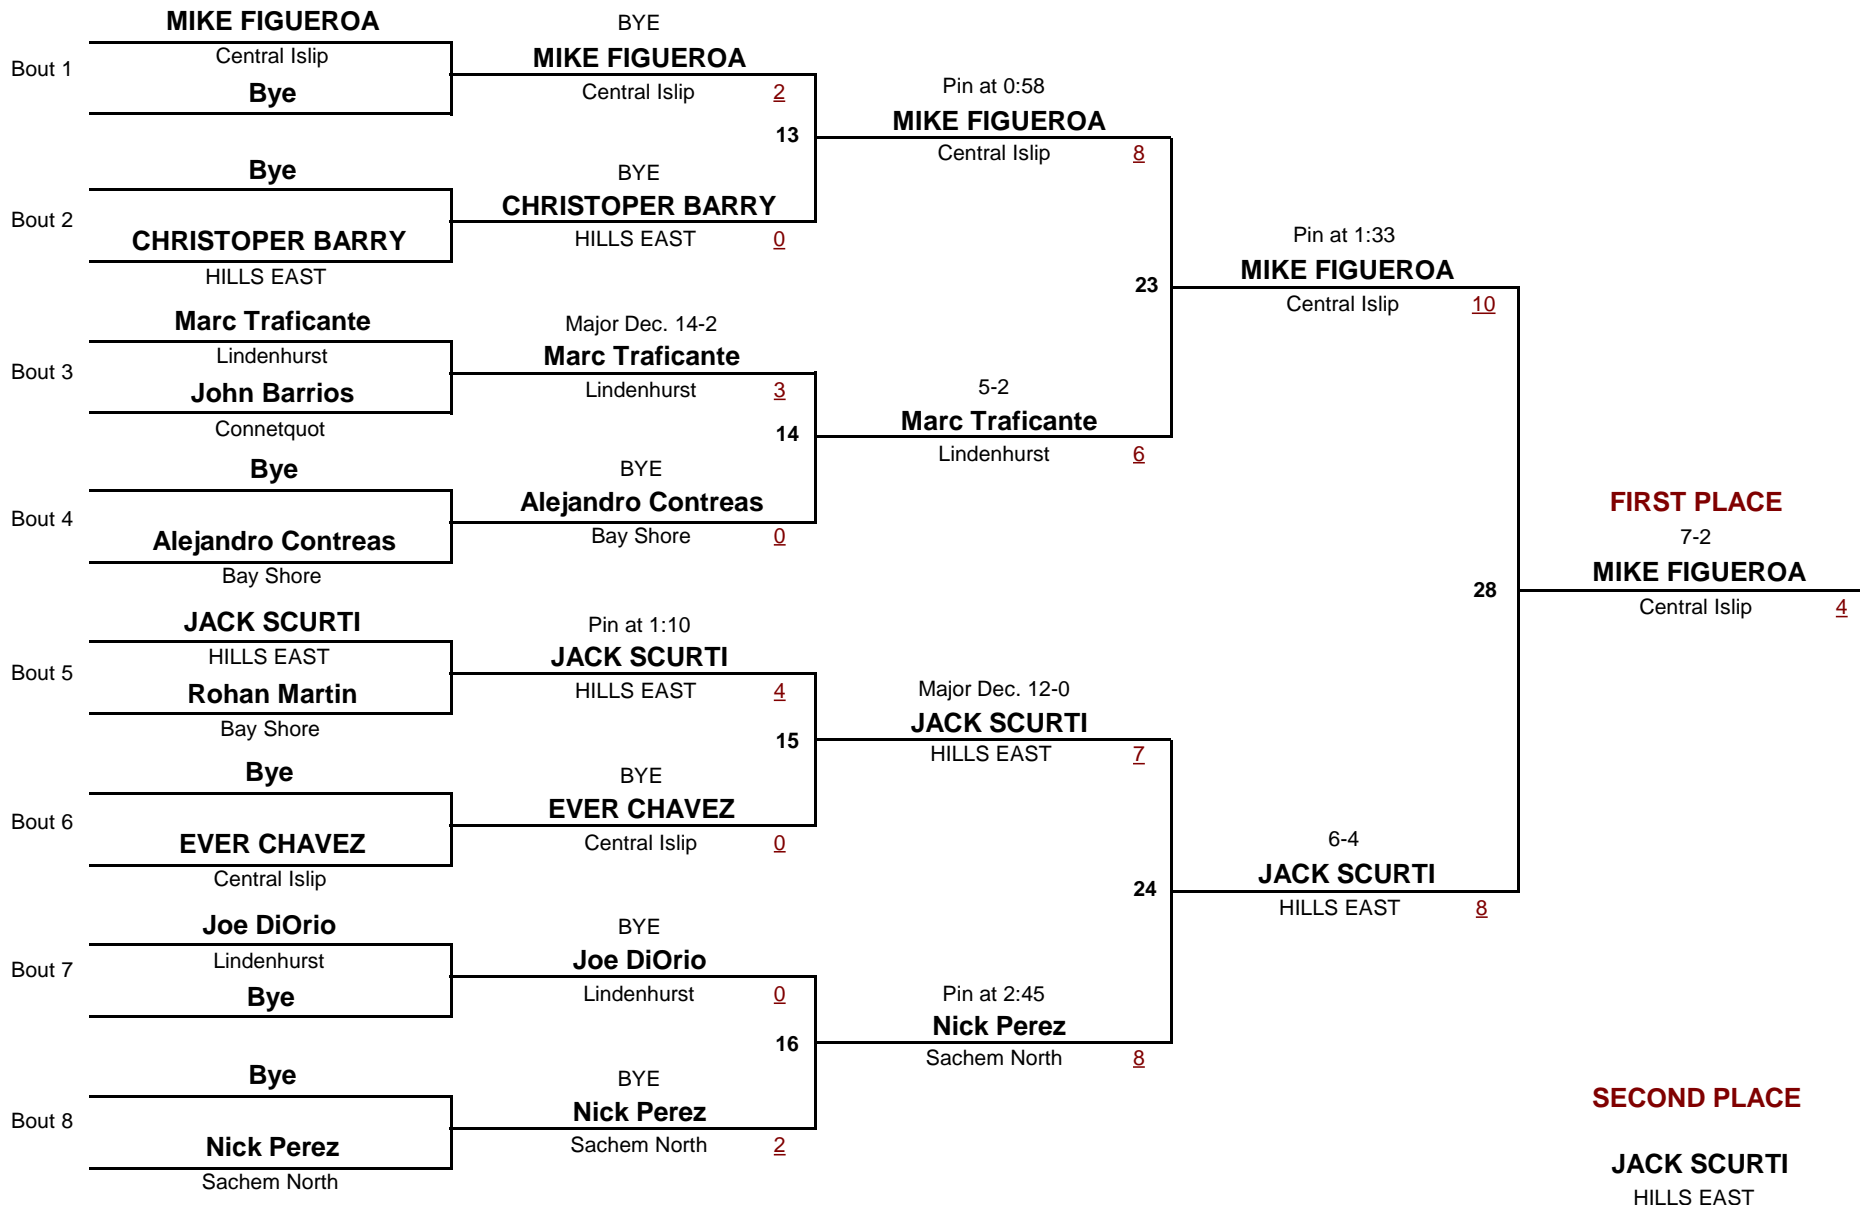 MIKE FIGUEROA
Central Islip
Bout 1
Bye
Bye
Bout 2
CHRISTOPER BARRY
HILLS EAST
Marc Traficante
Lindenhurst
Bout 3
John Barrios
Connetquot
Bye
Bout 4
Alejandro Contreas
Bay Shore
JACK SCURTI
HILLS EAST
Bout 5
Rohan Martin
Bay Shore
Bye
Bout 6
EVER CHAVEZ
Central Islip
Joe DiOrio
Lindenhurst
Bout 7
Bye
Bye
Bout 8
Nick Perez
Sachem North
BYE
MIKE FIGUEROA
Central Islip 2
13
BYE
CHRISTOPER BARRY
HILLS EAST 0
Major Dec. 14-2
Marc Traficante
Lindenhurst 3
14
BYE
Alejandro Contreas
Bay Shore 0
Pin at 1:10
JACK SCURTI
HILLS EAST 4
15
BYE
EVER CHAVEZ
Central Islip 0
BYE
Joe DiOrio
Lindenhurst 0
16
BYE
Nick Perez
Sachem North 2
Pin at 0:58
MIKE FIGUEROA
Central Islip 8
23
5-2
Marc Traficante
Lindenhurst 6
Major Dec. 12-0
JACK SCURTI
HILLS EAST 7
24
Pin at 2:45
Nick Perez
Sachem North 8
Pin at 1:33
MIKE FIGUEROA
Central Islip 10
28
6-4
JACK SCURTI
HILLS EAST 8
FIRST PLACE
7-2
MIKE FIGUEROA
Central Islip 4
SECOND PLACE
JACK SCURTI
HILLS EAST